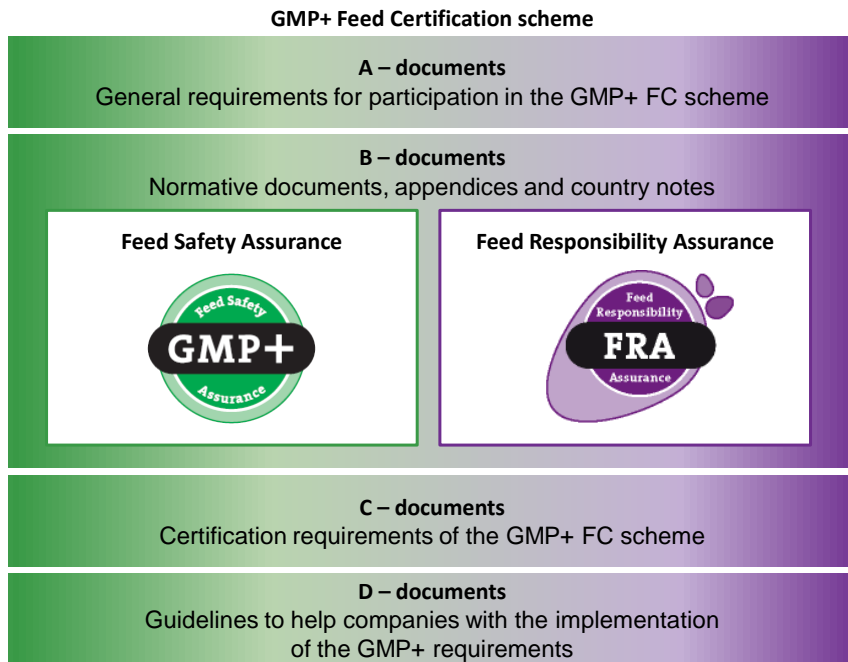 GMP+ Feed Certification scheme
A – documents
General requirements for participation in the GMP+ FC scheme
B – documents
Normative documents, appendices and country notes
Feed Safety Assurance
Feed Safety
GMP+
Assurance
Feed Responsibility Assurance
Feed
Responsibility
FRA
Assurance
C – documents
Certification requirements of the GMP+ FC scheme
D – documents
Guidelines to help companies with the implementation
of the GMP+ requirements